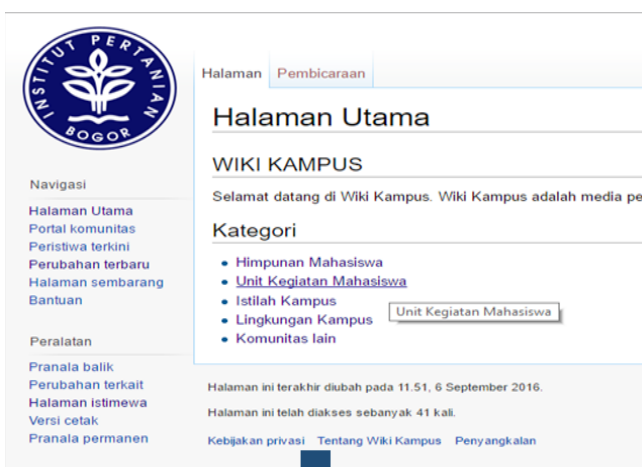 INSTITUT PERTANIAN
BOGOR
Halaman Pembicaraan
Halaman Utama
WIKI KAMPUS
Selamat datang di Wiki Kampus. Wiki Kampus adalah media
Kategori
Himpunan Mahasiswa
Unit Kegiatan Mahasiswa
Istilah Kampus
Lingkungan Kampus
Unit Kegiatan Mahasiswa
Komunitas lain
Navigasi
Halaman Utama
Portal komunitas
Peristiwa terkini
Perubahan terbaru
Halaman sembarang
Bantuan
Peralatan
Pranala balik
Perubahan terkait
Halaman istimewa
Versi cetak
Pranala permanen
Halaman ini terakhir diubah pada 11.51, 6 September 2016.
Halaman ini telah diakses sebanyak 41 kali.
Kebijakan privasi Tentang Wiki Kampus Penyangkalan